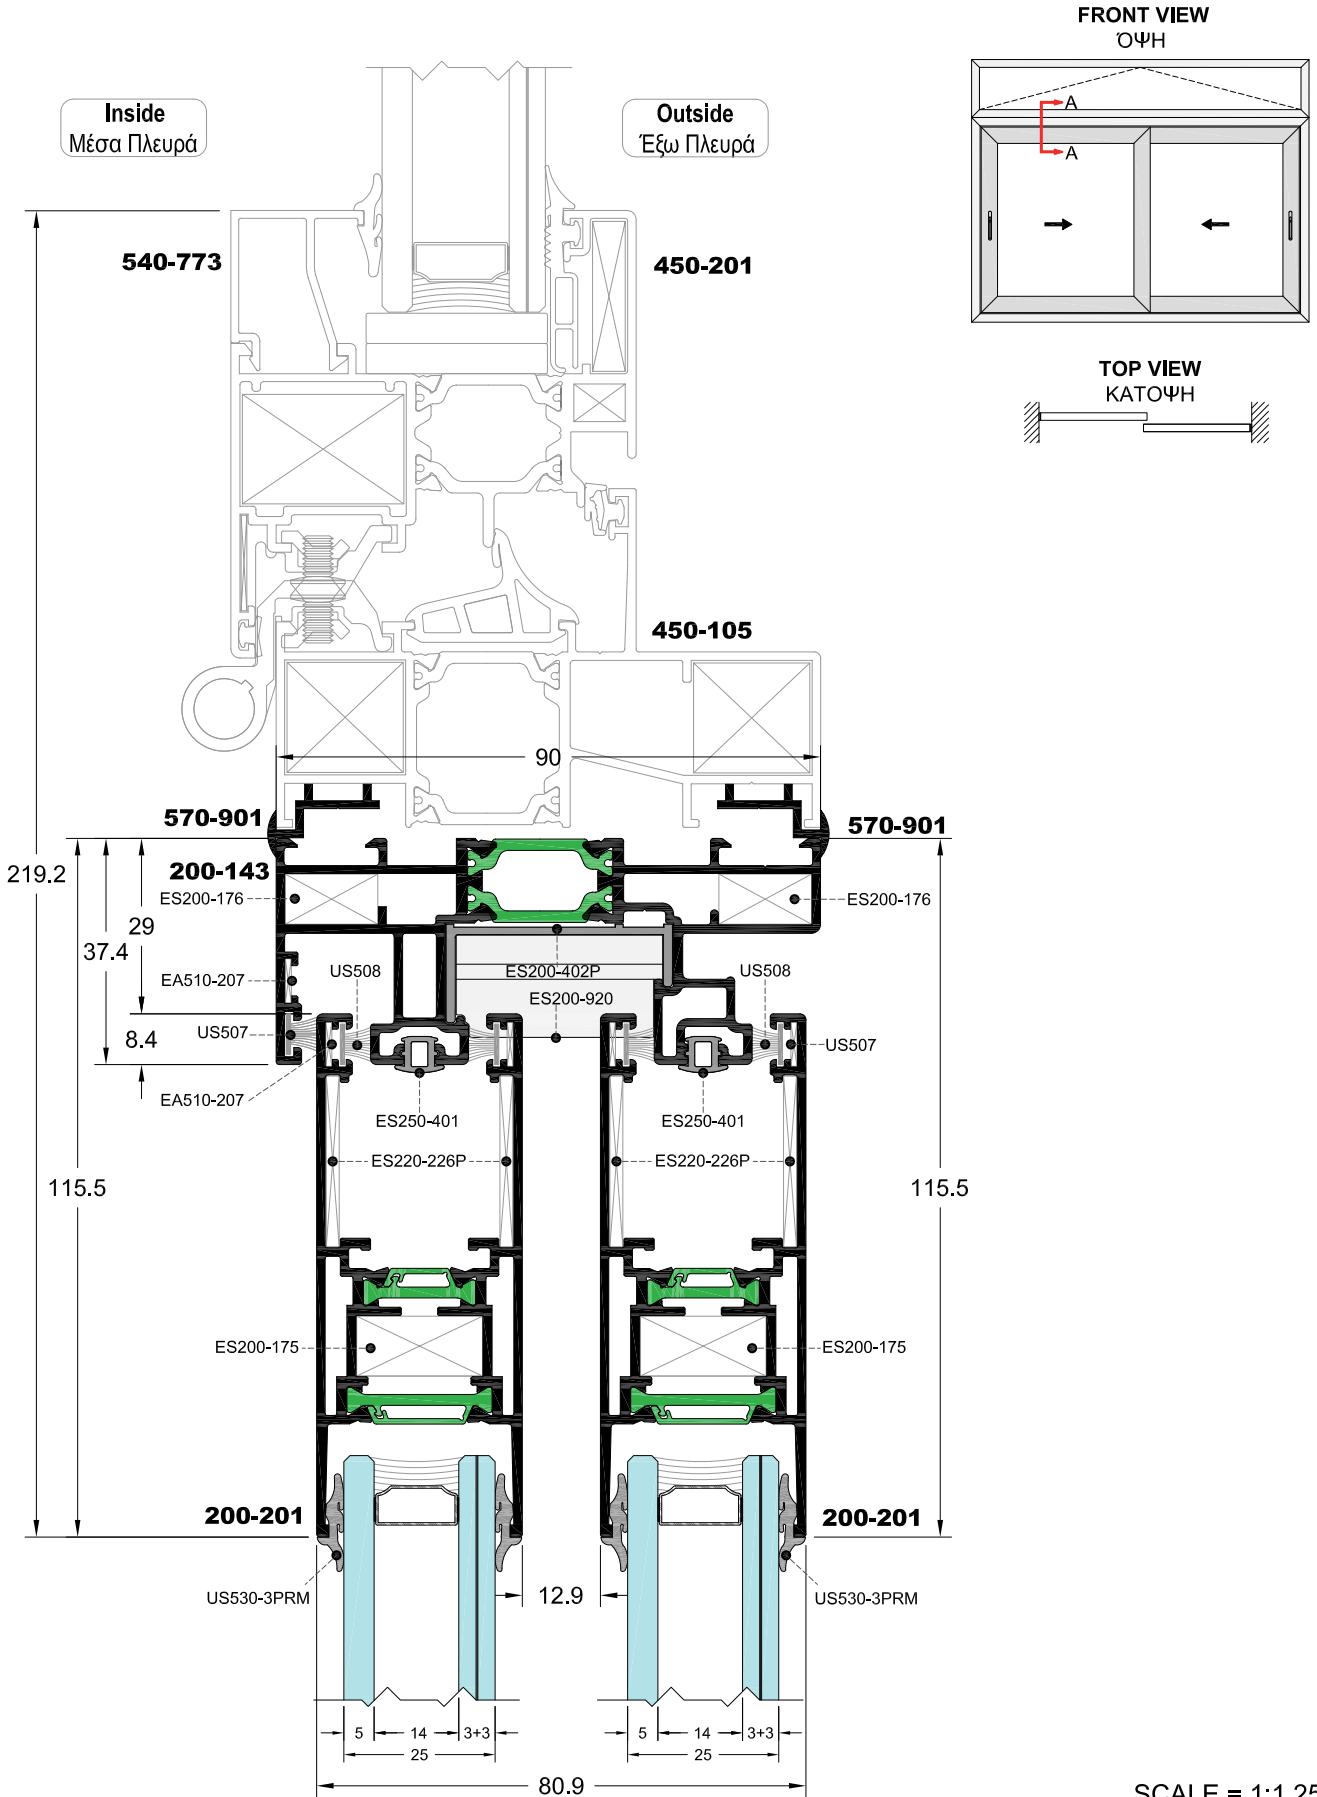 FRONT VIEW
ΌΨΗ
Inside
Μέσα Πλευρά
Outside
Έξω Πλευρά
A
A
540-773
450-201
TOP VIEW
ΚΑΤΟΨΗ
450-105
90
570-901
570-901
219.2
200-143
ES200-176
ES200-176
29
37.4
EA510-207
US508
ES200-402P
US508
ES200-920
US507
8.4
US507
EA510-207
ES250-401
ES250-401
ES220-226P
ES220-226P
115.5
115.5
ES200-175
ES200-175
200-201
200-201
US530-3PRM
12.9
US530-3PRM
5
14
3+3
5
14
3+3
25
25
80.9
SCALE = 1:1.25